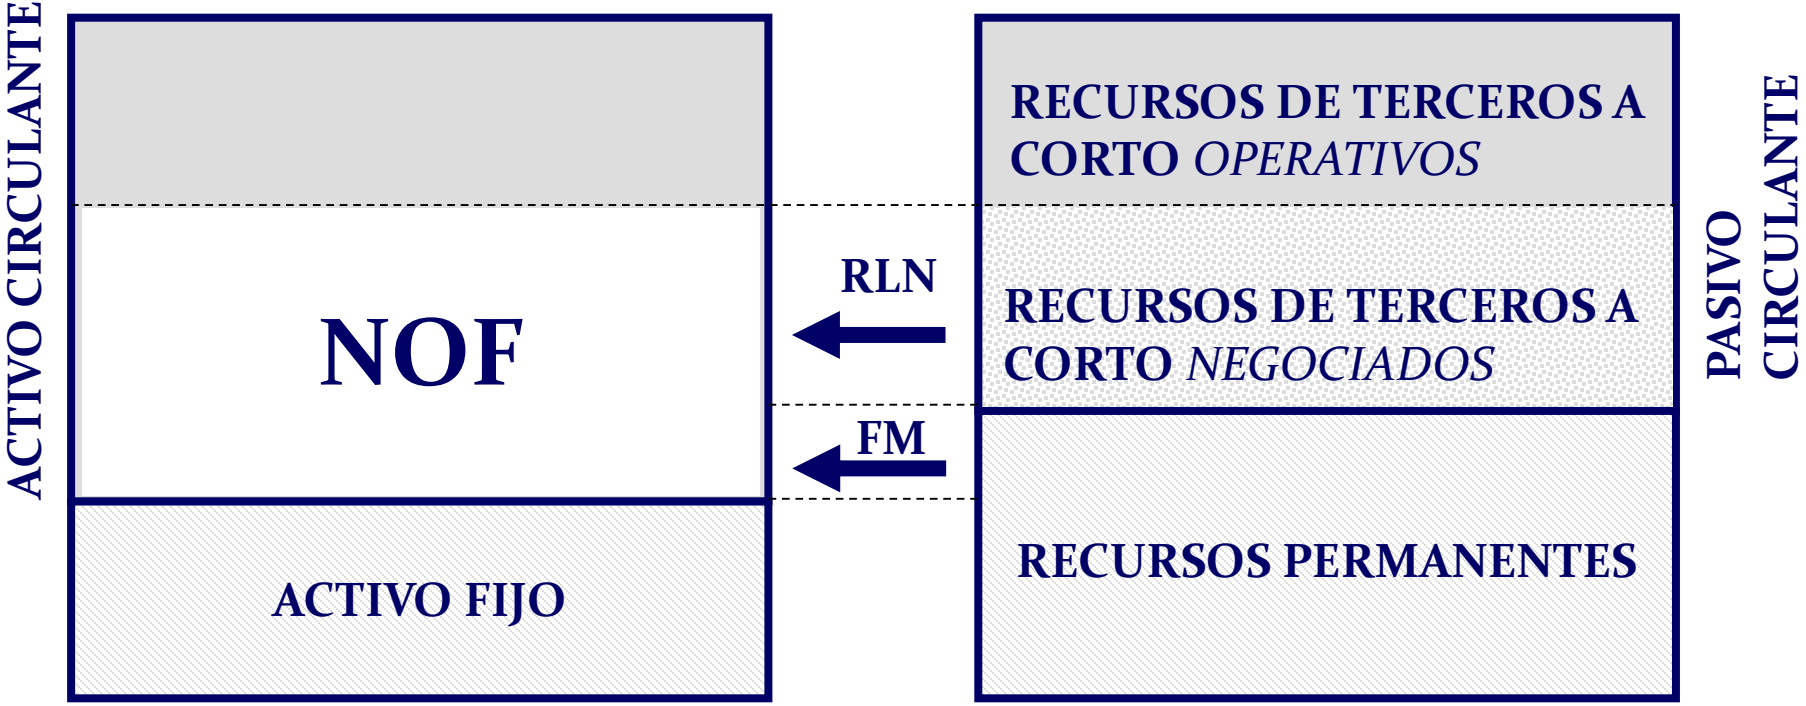 ACTIVO CIRCULANTE
NOF
ACTIVO FIJO
RLN
FM
RECURSOS DE TERCEROS A
CORTO OPERATIVOS
RECURSOS DE TERCEROS A
CORTO NEGOCIADOS
RECURSOS PERMANENTES
PASIVO
CIRCULANTE